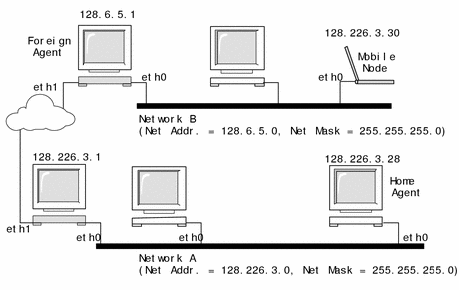 128.6.5.1
Foreign
Agent
128.226.3.30
Mobile
Node
eth1
eth0
eth0
Network B
(Net Addr. = 128.6.5.0, Net Mask = 255.255.255.0)
128.226.3.1
128.226.3.28
Home
Agent
eth1
eth0
eth0
eth0
Network A
(Net Addr. = 128.226.3.0, Net Mask = 255.255.255.0)